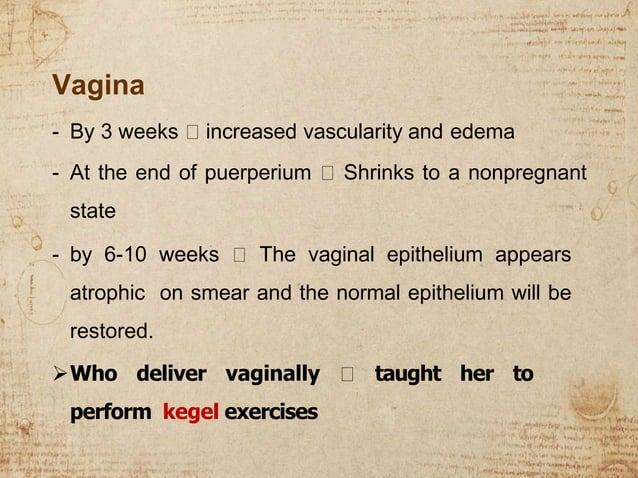 Vagina
- By 3 weeks □ increased vascularity and edema
- At the end of puerperium □ Shrinks to a nonpregnant
state
- by 6-10 weeks □ The vaginal epithelium appears
atrophic on smear and the normal epithelium will be
restored.
➢Who deliver vaginally □ taught her to
perform kegel exercises